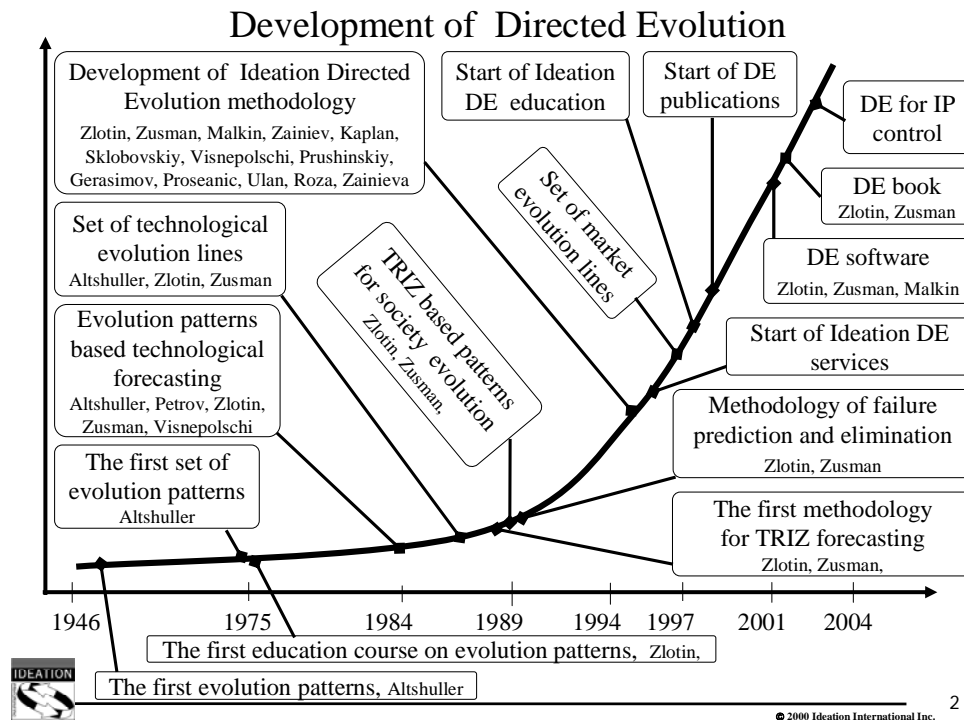 Development of Directed Evolution
Development of Ideation Directed
Evolution methodology
Zlotin, Zusman, Malkin, Zainiev, Kaplan,
Sklobovskiy, Visnepolschi, Prushinskiy,
Gerasimov, Proseanic, Ulan, Roza, Zainieva
Start of Ideation
DE education
Start of DE
publications
DE for IP
control
DE book
Zlotin, Zusman
DE software
Zlotin, Zusman, Malkin
Set of market
evolution lines
Set of technological
evolution lines
Altshuller, Zlotin, Zusman
TRIZ based patterns
for society evolution
Zlotin, Zusman,
Evolution patterns
based technological
forecasting
Altshuller, Petrov, Zlotin,
Zusman, Visnepolschi
Start of Ideation DE
services
Methodology of failure
prediction and elimination
Zlotin, Zusman
The first set of
evolution patterns
Altshuller
The first methodology
for TRIZ forecasting
Zlotin, Zusman,
1946 1975 1984 1989 1994 1997 2001 2004
The first education course on evolution patterns, Zlotin,
The first evolution patterns, Altshuller
IDEATION
2
© 2000 Ideation International Inc.